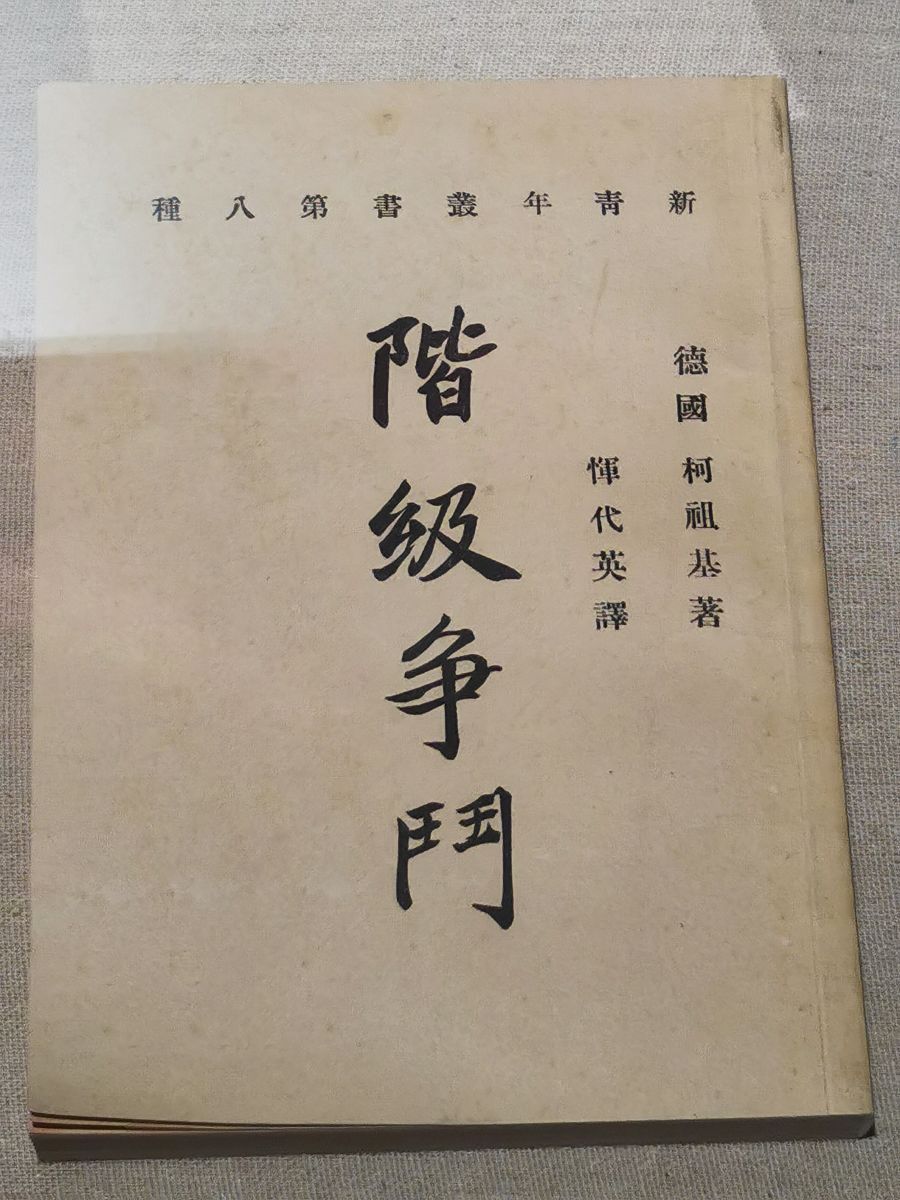 新青年叢書第八種
德國 柯祖基著
惲代英譯
階級争鬥